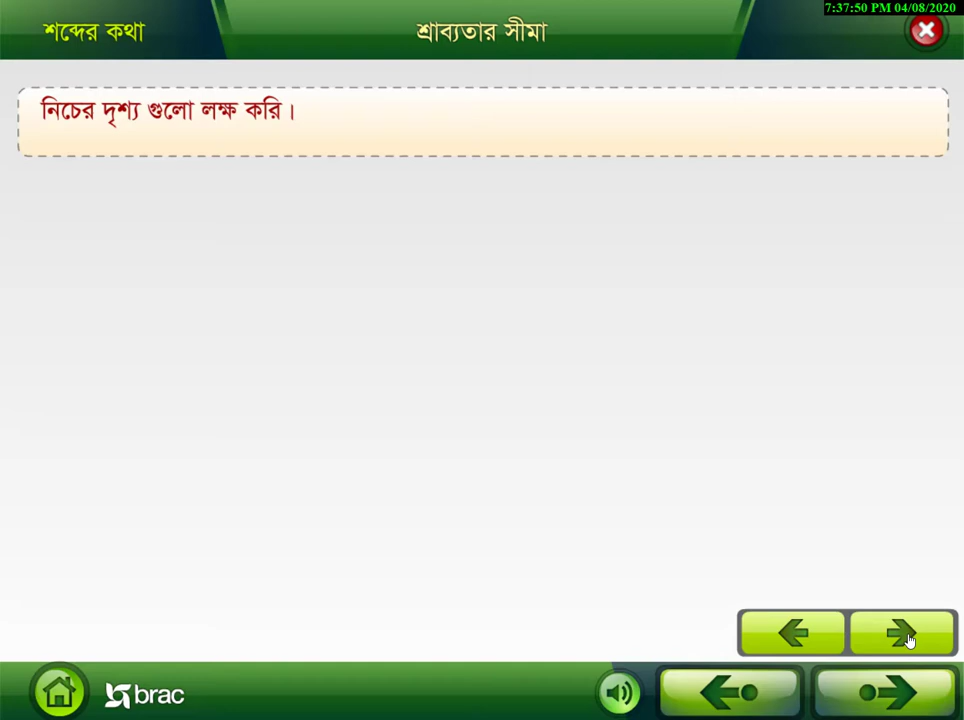 7:37:50 PM 04/08/2020
শব্দের কথা
শ্রাব্যতার সীমা
নিচের দৃশ্য গুলো লক্ষ করি।
brac